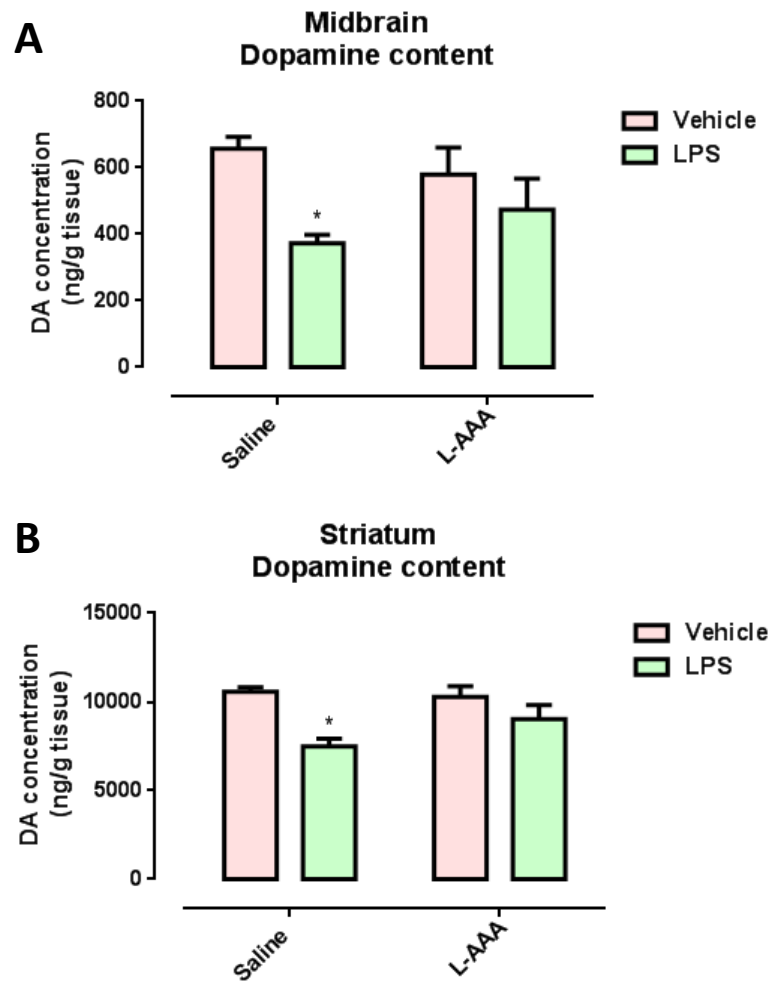 A
Midbrain
Dopamine content
DA concentration
(ng/g tissue)
800
600
400
200
0
*
Vehicle
LPS
Saline
L-AAA
B
Striatum
Dopamine content
DA concentration
(ng/g tissue)
15000
10000
5000
0
*
Vehicle
LPS
Saline
L-AAA